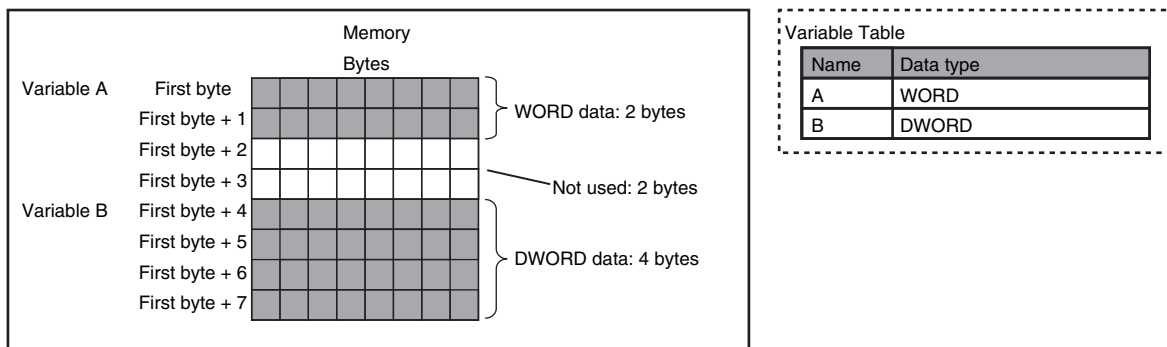 Memory
Bytes
Variable A
First byte
First byte + 1
WORD data: 2 bytes
First byte + 2
First byte + 3
Not used: 2 bytes
Variable B
First byte + 4
First byte + 5
DWORD data: 4 bytes
First byte + 6
First byte + 7
Variable Table
Name Data type
A WORD
B DWORD